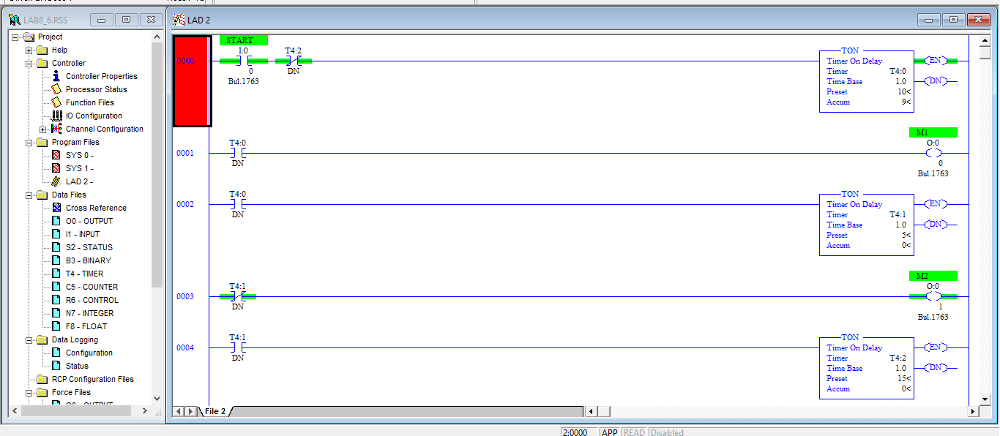 LAB8_6.RSS
Project
Help
Controller
Controller Properties
Processor Status
Function Files
IO Configuration
Channel Configuration
Program Files
SYS 0 -
SYS 1 -
LAD 2 -
Data Files
Cross Reference
O0 - OUTPUT
I1 - INPUT
S2 - STATUS
B3 - BINARY
T4 - TIMER
C5 - COUNTER
R6 - CONTROL
N7 - INTEGER
F8 - FLOAT
Data Logging
Configuration
Status
RCP Configuration Files
Force Files
LAD 2
0000
START
I:0
0
Bul.1763
T4:2
DN
TON
Timer On Delay
Timer T4:0
Time Base 1.0
Preset 10<
Accum 9<
EN
DN
0001
T4:0
DN
M1
O:0
0
Bul.1763
0002
T4:0
DN
TON
Timer On Delay
Timer T4:1
Time Base 1.0
Preset 5<
Accum 0<
EN
DN
0003
T4:1
DN
M2
O:0
1
Bul.1763
0004
T4:1
DN
TON
Timer On Delay
Timer T4:2
Time Base 1.0
Preset 15<
Accum 0<
EN
DN
File 2
2:0000 APP READ Disabled